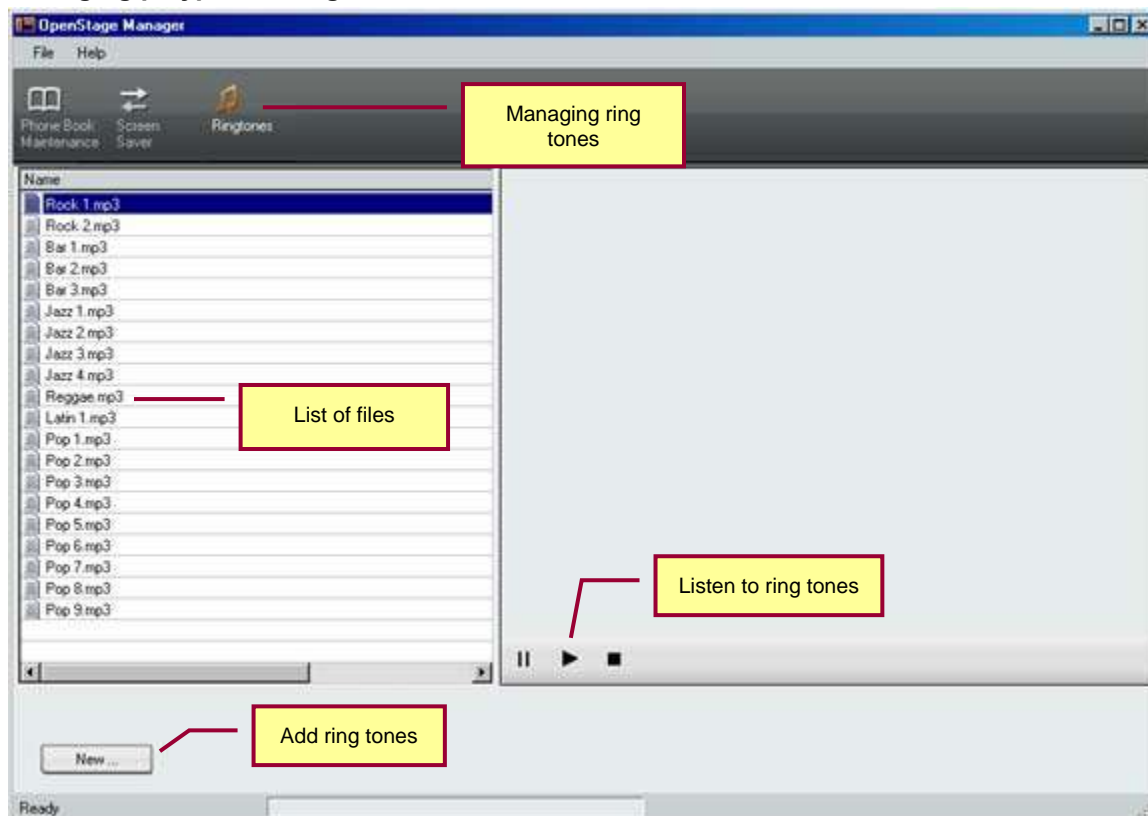 OpenStage Manager
File Help
Phone Book Maintenance
Screen Saver
Ringtones
Managing ring
tones
Name
Rock 1.mp3
Rock 2.mp3
Bar 1.mp3
Bar 2.mp3
Bar 3.mp3
Jazz 1.mp3
Jazz 2.mp3
Jazz 3.mp3
Jazz 4.mp3
Reggae.mp3
List of files
Latin 1.mp3
Pop 1.mp3
Pop 2.mp3
Pop 3.mp3
Pop 4.mp3
Pop 5.mp3
Pop 6.mp3
Pop 7.mp3
Pop 8.mp3
Pop 9.mp3
Listen to ring tones
Add ring tones
New ...
Ready